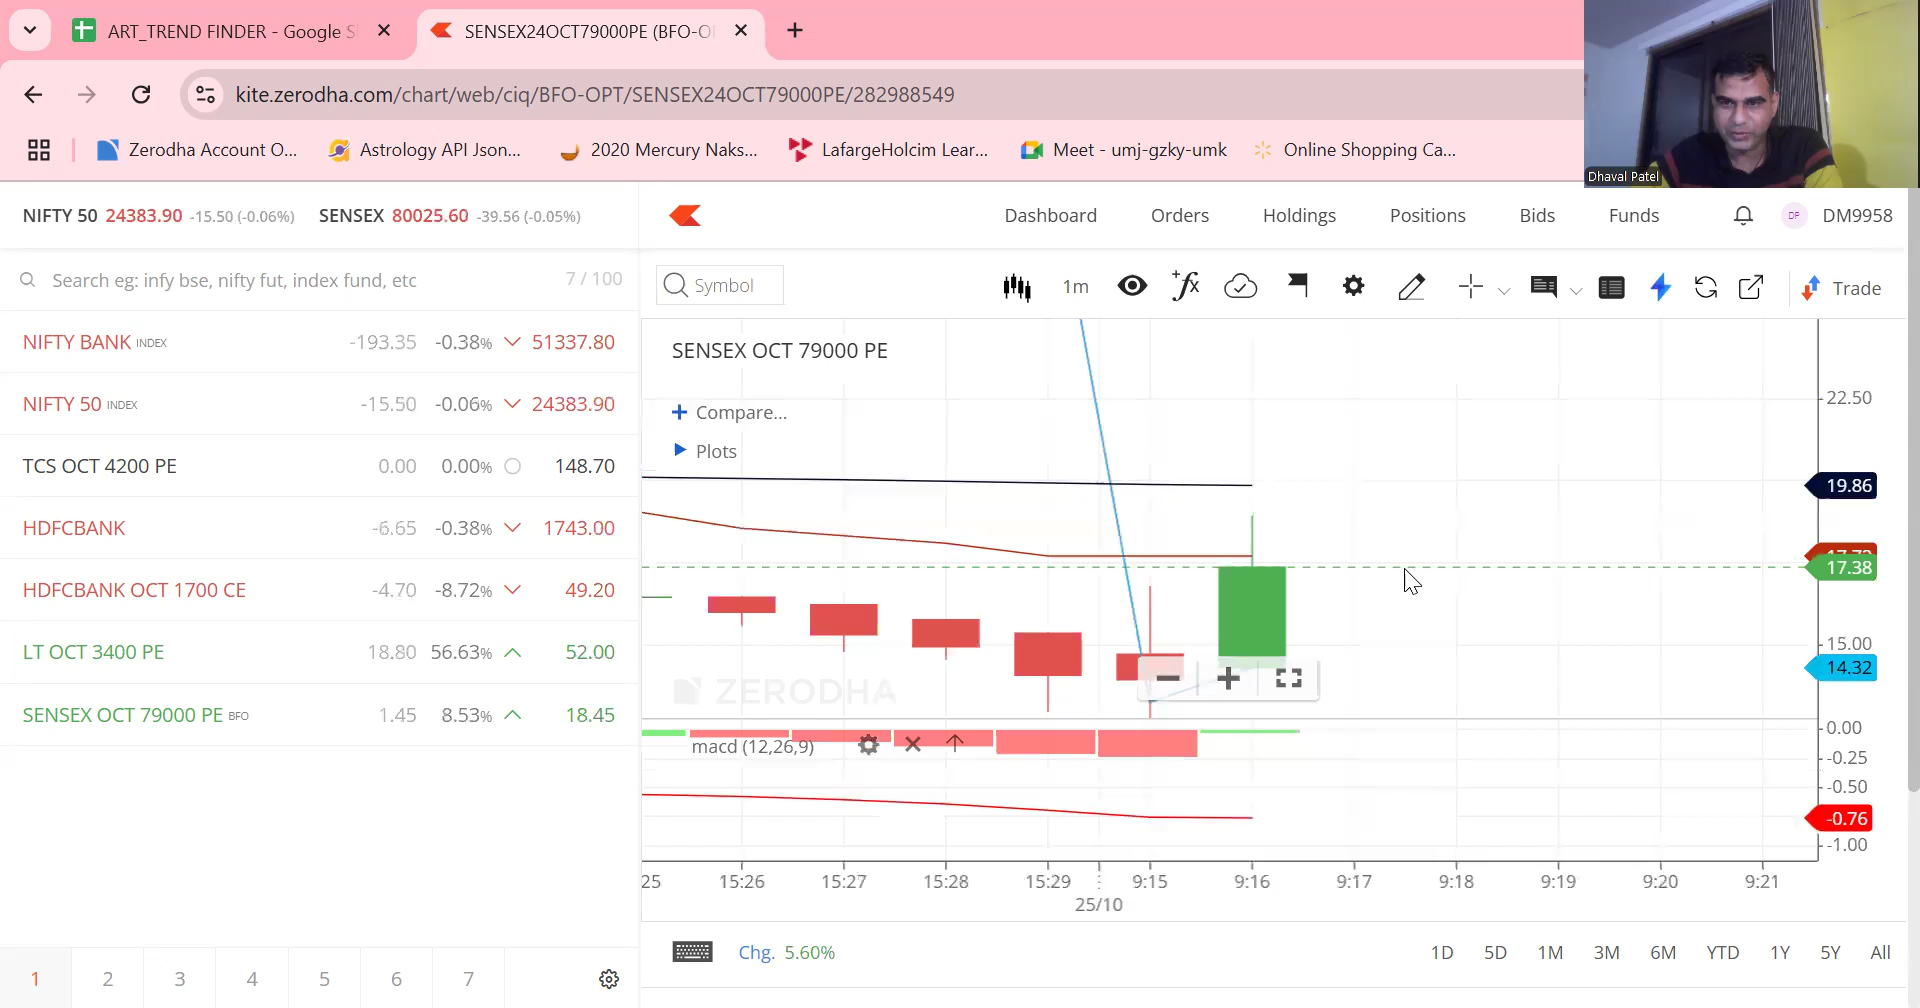 ART_TREND FINDER - Google S
SENSEX24OCT79000PE (BFO-O
kite.zerodha.com/chart/web/ciq/BFO-OPT/SENSEX24OCT79000PE/282988549
Zerodha Account O...
Astrology API Json...
2020 Mercury Naks...
LafargeHolcim Lear...
Meet - umj-gzky-umk
Online Shopping Ca...
Dhaval Patel
NIFTY 50 24383.90 -15.50 (-0.06%) SENSEX 80025.60 -39.56 (-0.05%)
Dashboard Orders Holdings Positions Bids Funds DP DM9958
Search eg: infy bse, nifty fut, index fund, etc 7 / 100
Symbol 1m Trade
NIFTY BANK INDEX -193.35 -0.38% 51337.80
NIFTY 50 INDEX -15.50 -0.06% 24383.90
TCS OCT 4200 PE 0.00 0.00% 148.70
HDFCBANK -6.65 -0.38% 1743.00
HDFCBANK OCT 1700 CE -4.70 -8.72% 49.20
LT OCT 3400 PE 18.80 56.63% 52.00
SENSEX OCT 79000 PE BFO 1.45 8.53% 18.45
SENSEX OCT 79000 PE
Compare...
Plots
22.50
19.86
17.38
15.00
14.32
ZERODHA
macd (12,26,9)
0.00
-0.25
-0.50
-0.76
-1.00
25 15:26 15:27 15:28 15:29 9:15 9:16 9:17 9:18 9:19 9:20 9:21
25/10
Chg. 5.60%
1D 5D 1M 3M 6M YTD 1Y 5Y All
1 2 3 4 5 6 7